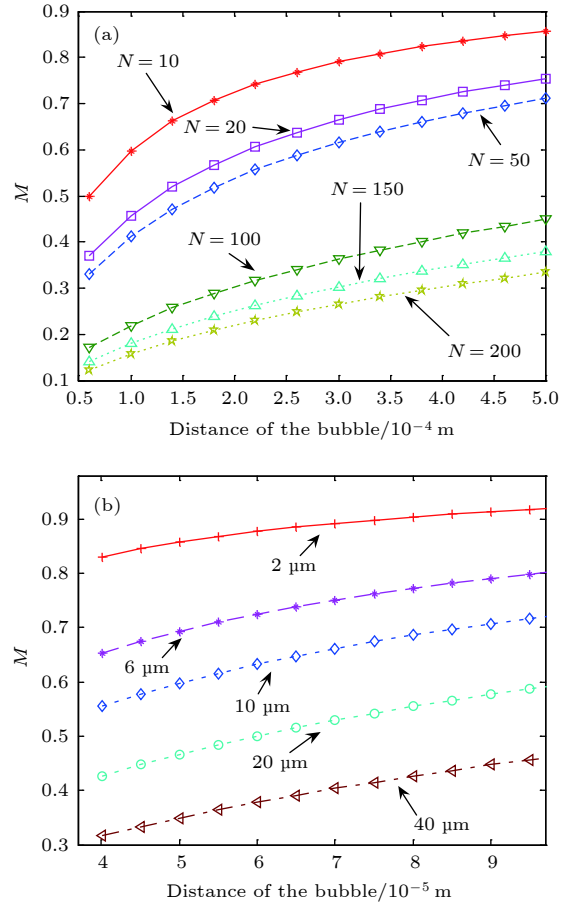 (a)
0.9
0.8
0.7
0.6
0.5
0.4
0.3
0.2
0.1
M
N = 10
N = 20
N = 50
N = 150
N = 100
N = 200
1.0 1.5 2.0 2.5 3.0 3.5 4.0 4.5 5.0
Distance of the bubble/10⁻⁴ m
(b)
0.9
0.8
0.7
0.6
0.5
0.4
0.3
M
2 µm
6 µm
10 µm
20 µm
40 µm
4 5 6 7 8 9
Distance of the bubble/10⁻⁵ m